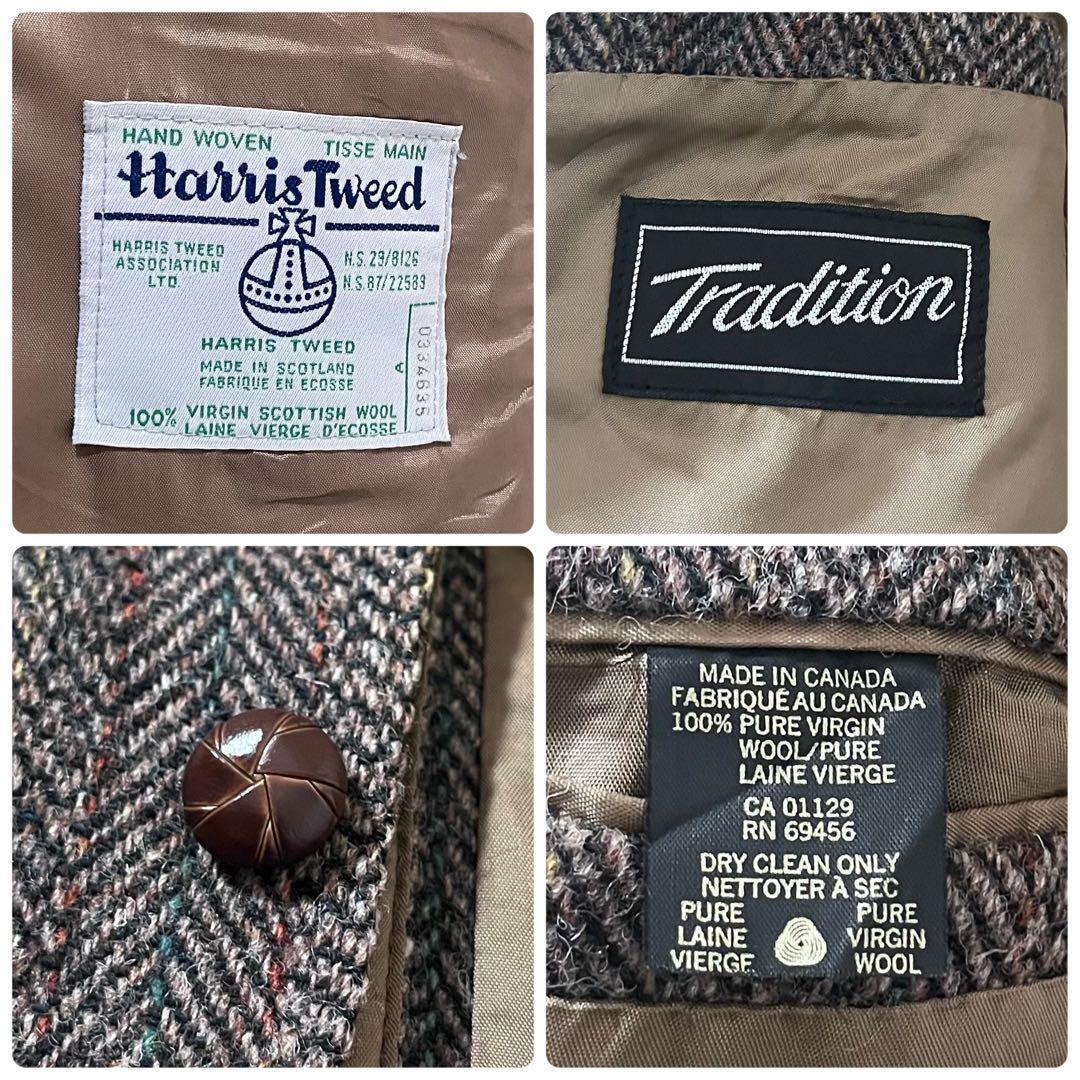 HAND WOVEN TISSE MAIN
Harris Tweed
HARRIS TWEED
ASSOCIATION
LTD.
N.S. 29/8126
N.S. 87/22589
HARRIS TWEED
MADE IN SCOTLAND
FABRIQUE EN ECOSSE
A
0334635
100% VIRGIN SCOTTISH WOOL
LAINE VIERGE D'ECOSSE
Tradition
MADE IN CANADA
FABRIQUÉ AU CANADA
100% PURE VIRGIN
WOOL/PURE
LAINE VIERGE
CA 01129
RN 69456
DRY CLEAN ONLY
NETTOYER À SEC
PURE
LAINE
VIERGE
PURE
VIRGIN
WOOL